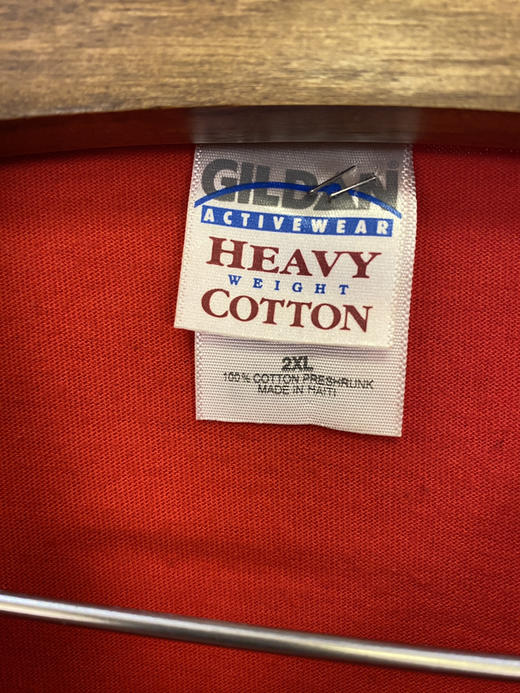 GILDAN
ACTIVEWEAR
HEAVY
WEIGHT
COTTON
2XL
100% COTTON PRESHRUNK
MADE IN HAITI